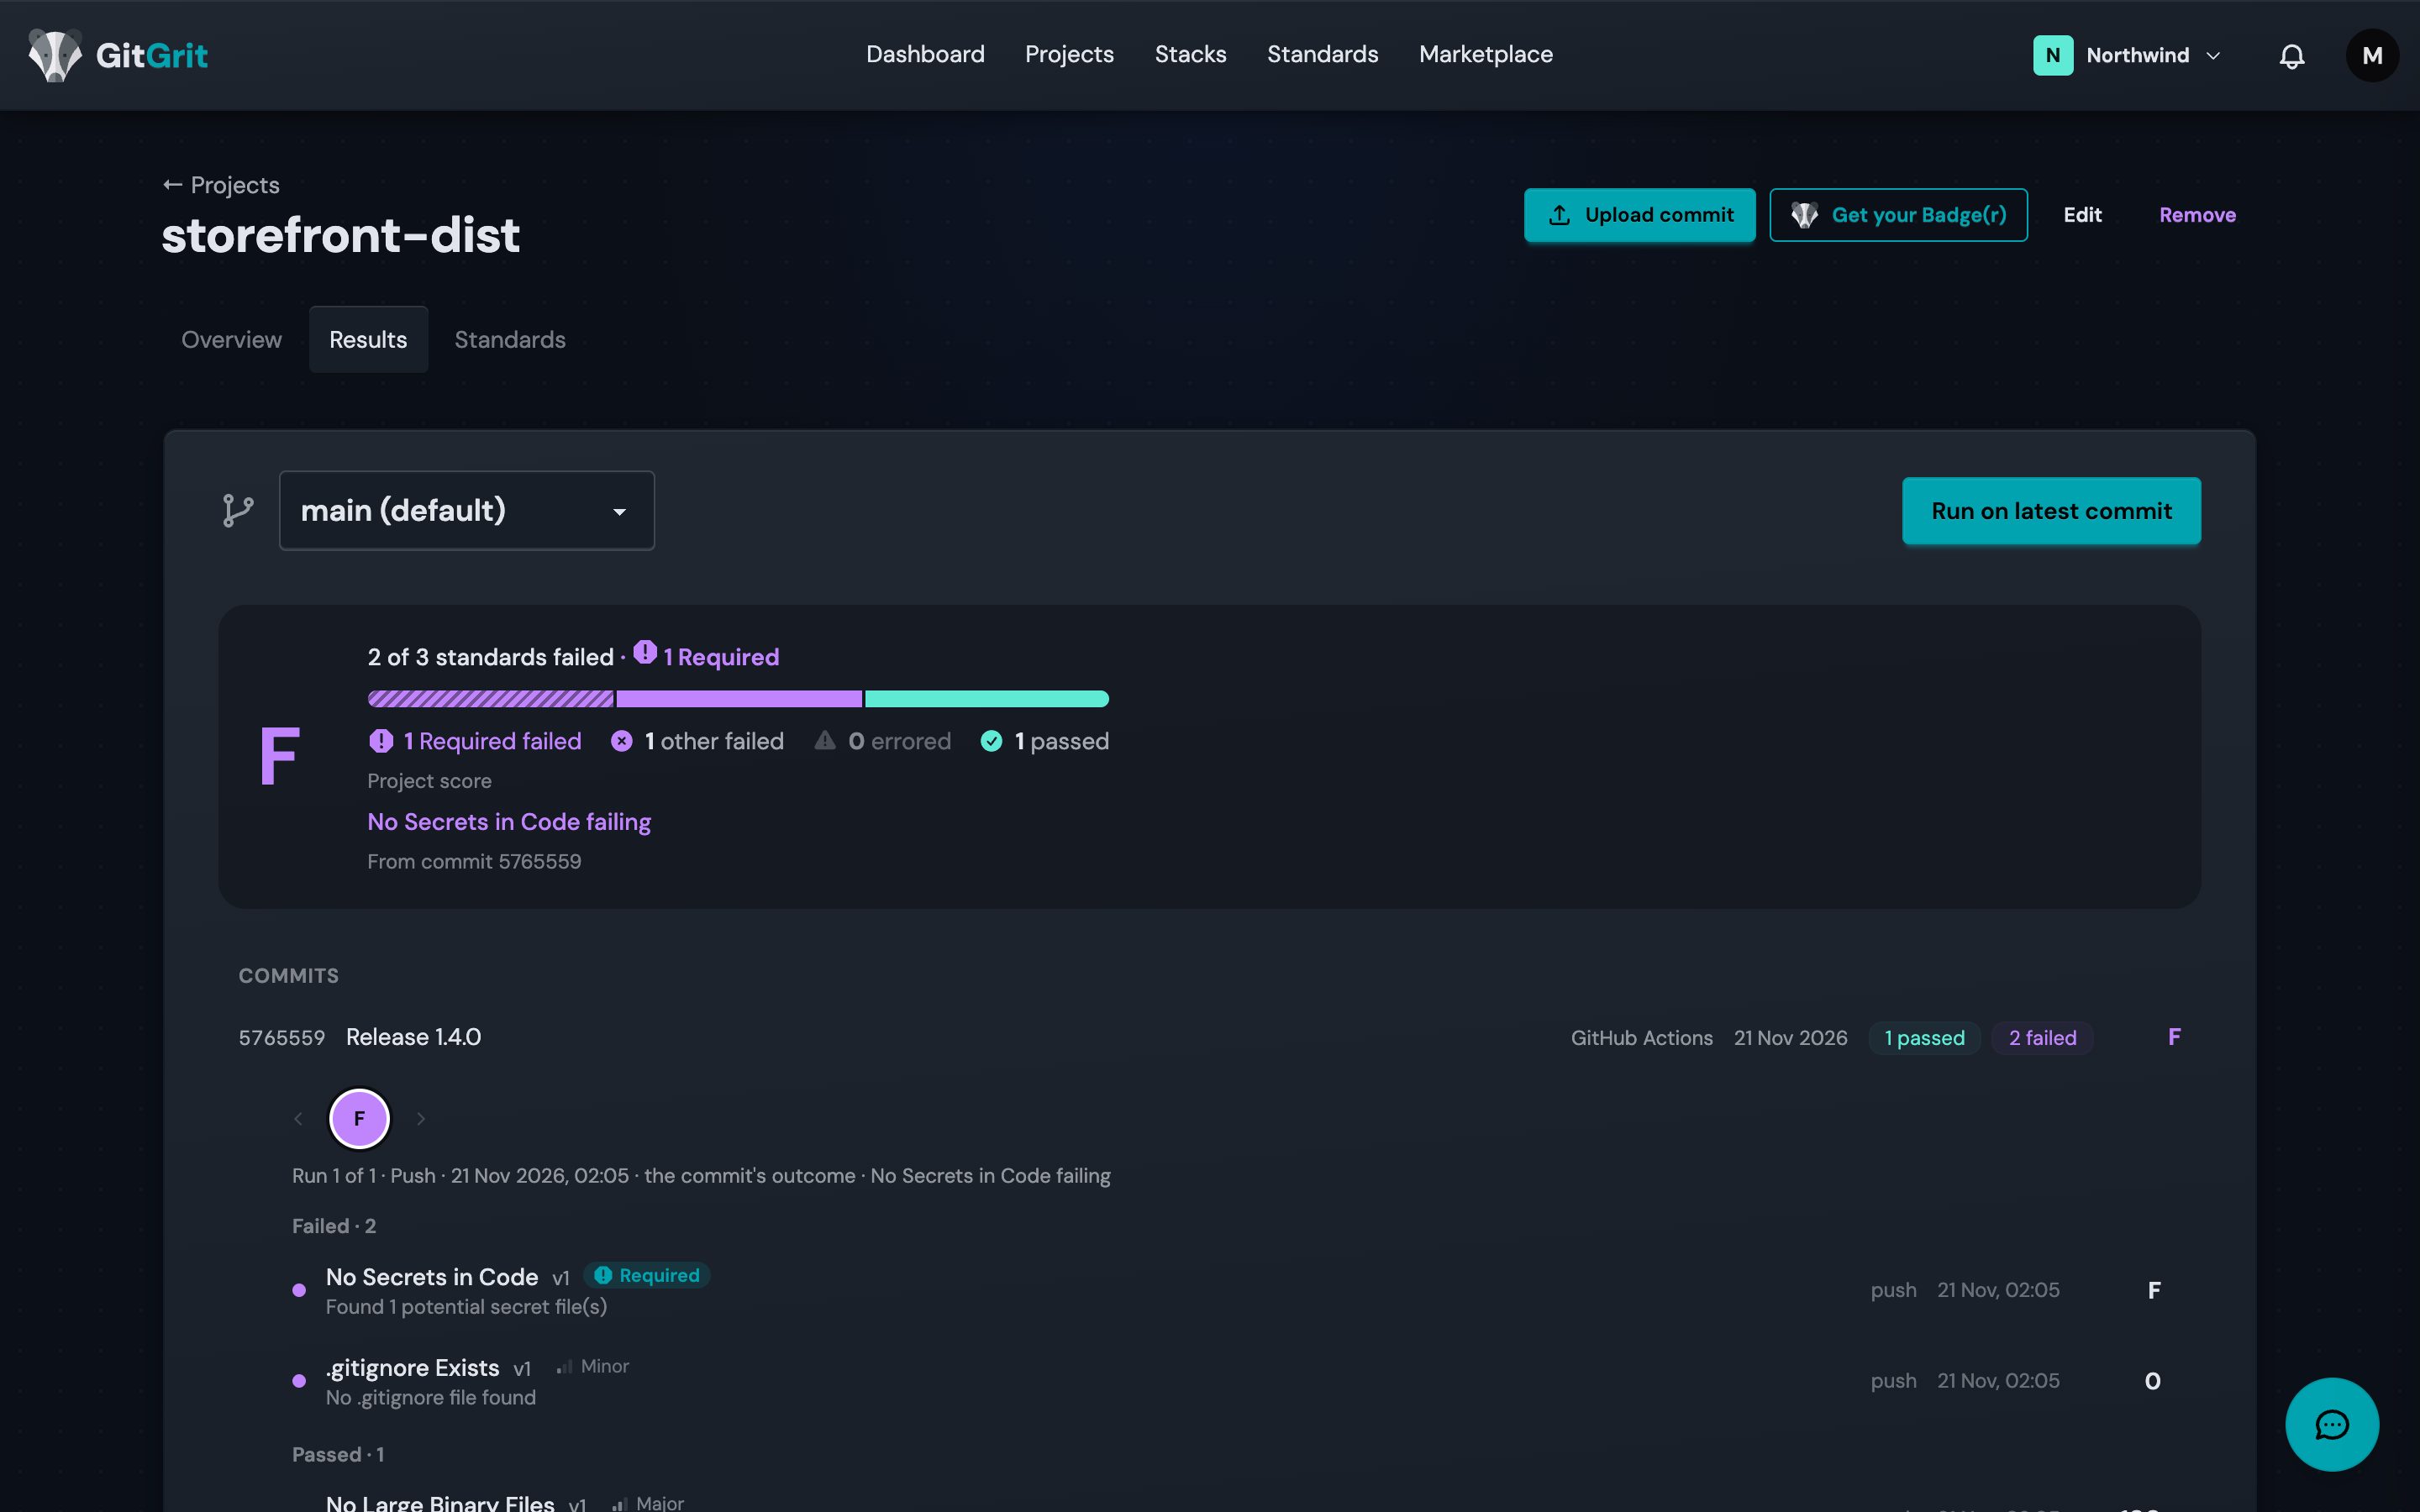 GitGrit
Dashboard
Projects
Stacks
Standards
Marketplace
N
Northwind
M
← Projects
storefront-dist
Upload commit
Get your Badge(r)
Edit
Remove
Overview
Results
Standards
main (default)
Run on latest commit
F
2 of 3 standards failed · 1 Required
1 Required failed
1 other failed
0 errored
1 passed
Project score
No Secrets in Code failing
From commit 5765559
COMMITS
5765559 Release 1.4.0
GitHub Actions 21 Nov 2026 1 passed 2 failed F
F
Run 1 of 1 · Push · 21 Nov 2026, 02:05 · the commit's outcome · No Secrets in Code failing
Failed · 2
No Secrets in Code v1 Required
Found 1 potential secret file(s)
push 21 Nov, 02:05 F
.gitignore Exists v1 Minor
No .gitignore file found
push 21 Nov, 02:05 0
Passed · 1
No Large Binary Files v1 Major